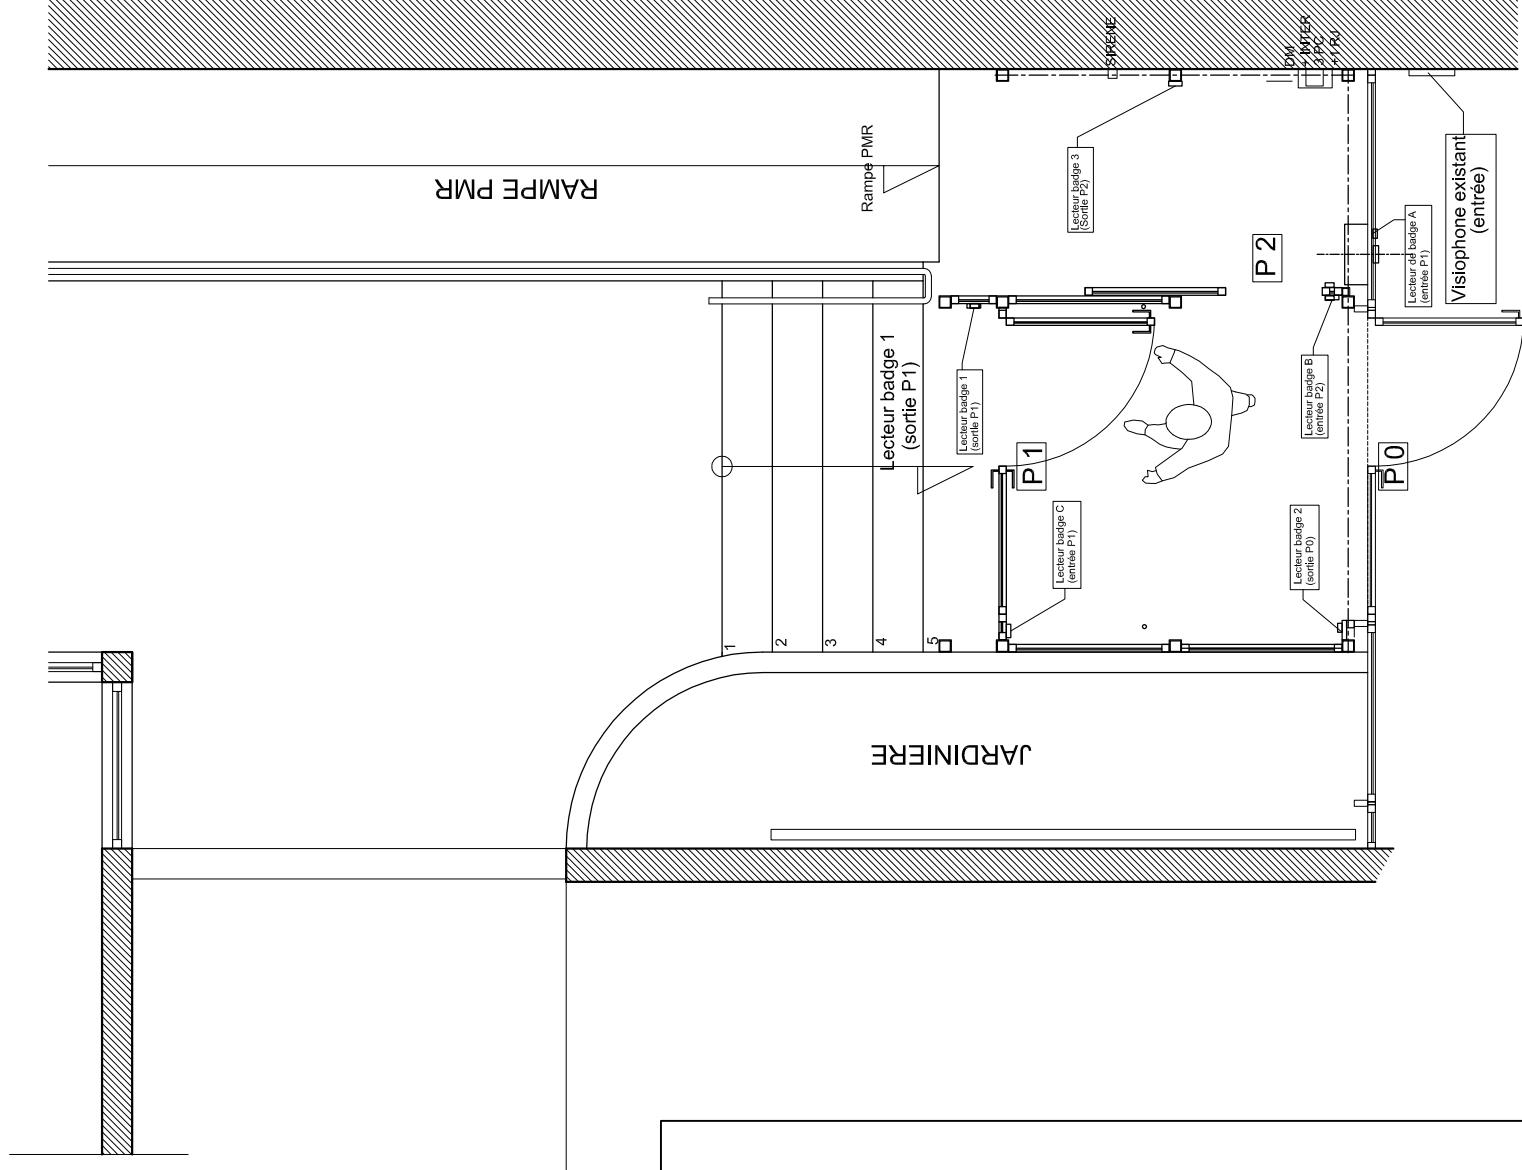 SIRENE
DM
+ INTER
3 PC
+1 RJ
RAMPE PMR
Rampe PMR
Lecteur badge 3
(Sortie P2)
P 2
Lecteur de badge A
(entrée P1)
Visiophone existant
(entrée)
Lecteur badge 1
(sortie P1)
Lecteur badge 1
(sortie P1)
Lecteur badge B
(entrée P2)
P 1
P 0
Lecteur badge C
(entrée P1)
Lecteur badge 2
(sortie P0)
1
2
3
4
5
JARDINIERE